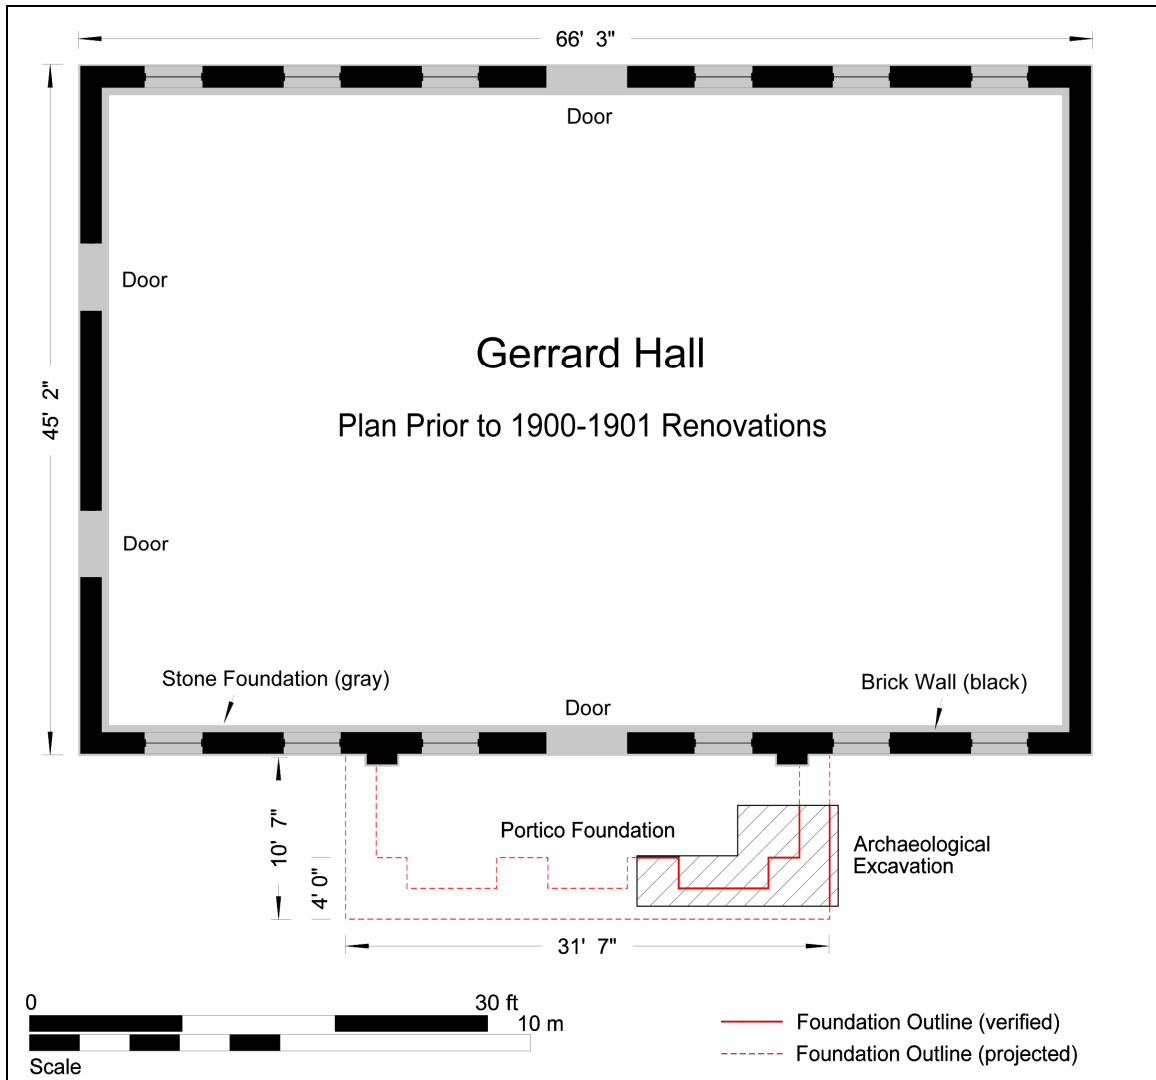 66' 3"
Door
Door
Gerrard Hall
45' 2"
Plan Prior to 1900-1901 Renovations
Door
Stone Foundation (gray)
Brick Wall (black)
Door
10' 7"
Portico Foundation
Archaeological
Excavation
4' 0"
31' 7"
0
30 ft
10 m
Scale
Foundation Outline (verified)
Foundation Outline (projected)